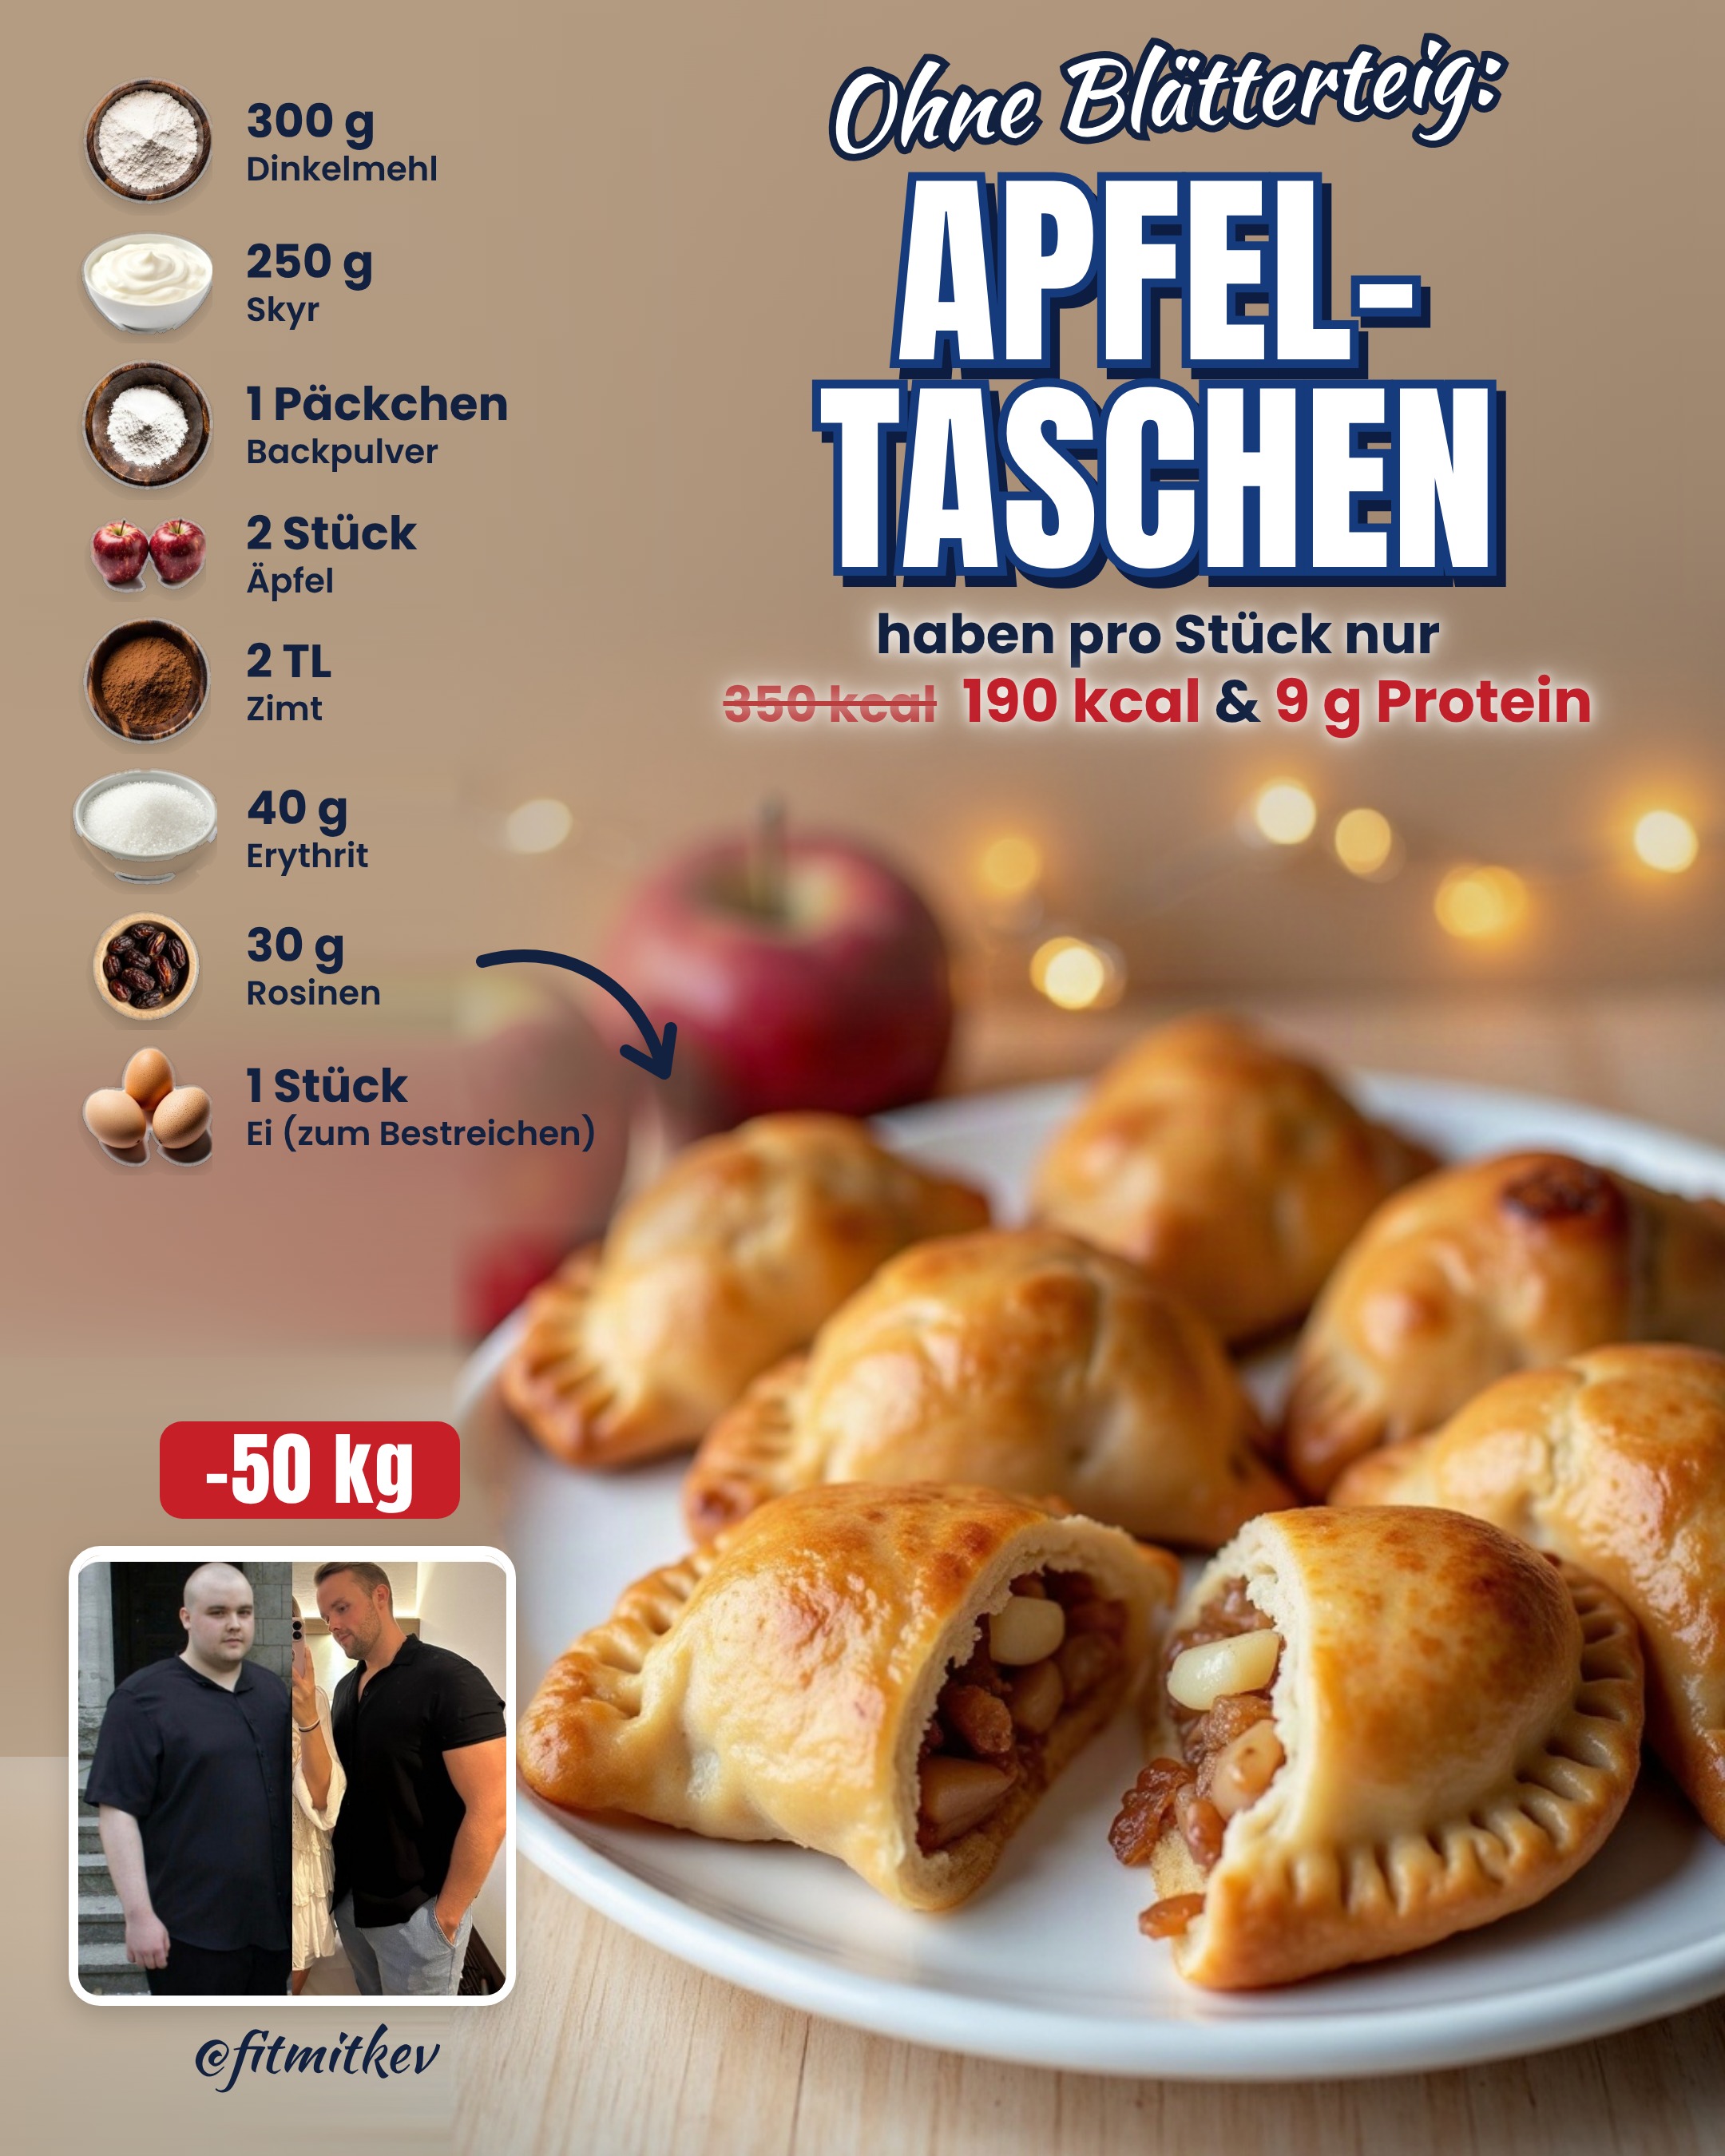 Ohne Blätterteig:
APFEL-
TASCHEN
haben pro Stück nur
350 kcal 190 kcal & 9 g Protein
300 g
Dinkelmehl
250 g
Skyr
1 Päckchen
Backpulver
2 Stück
Äpfel
2 TL
Zimt
40 g
Erythrit
30 g
Rosinen
1 Stück
Ei (zum Bestreichen)
-50 kg
@fitmitkev